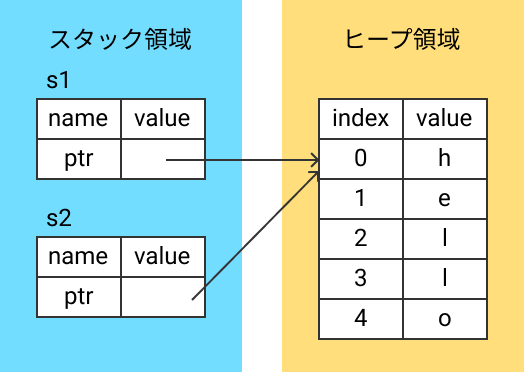 スタック領域
s1
name value
ptr
s2
name value
ptr
ヒープ領域
index value
0 h
1 e
2 l
3 l
4 o